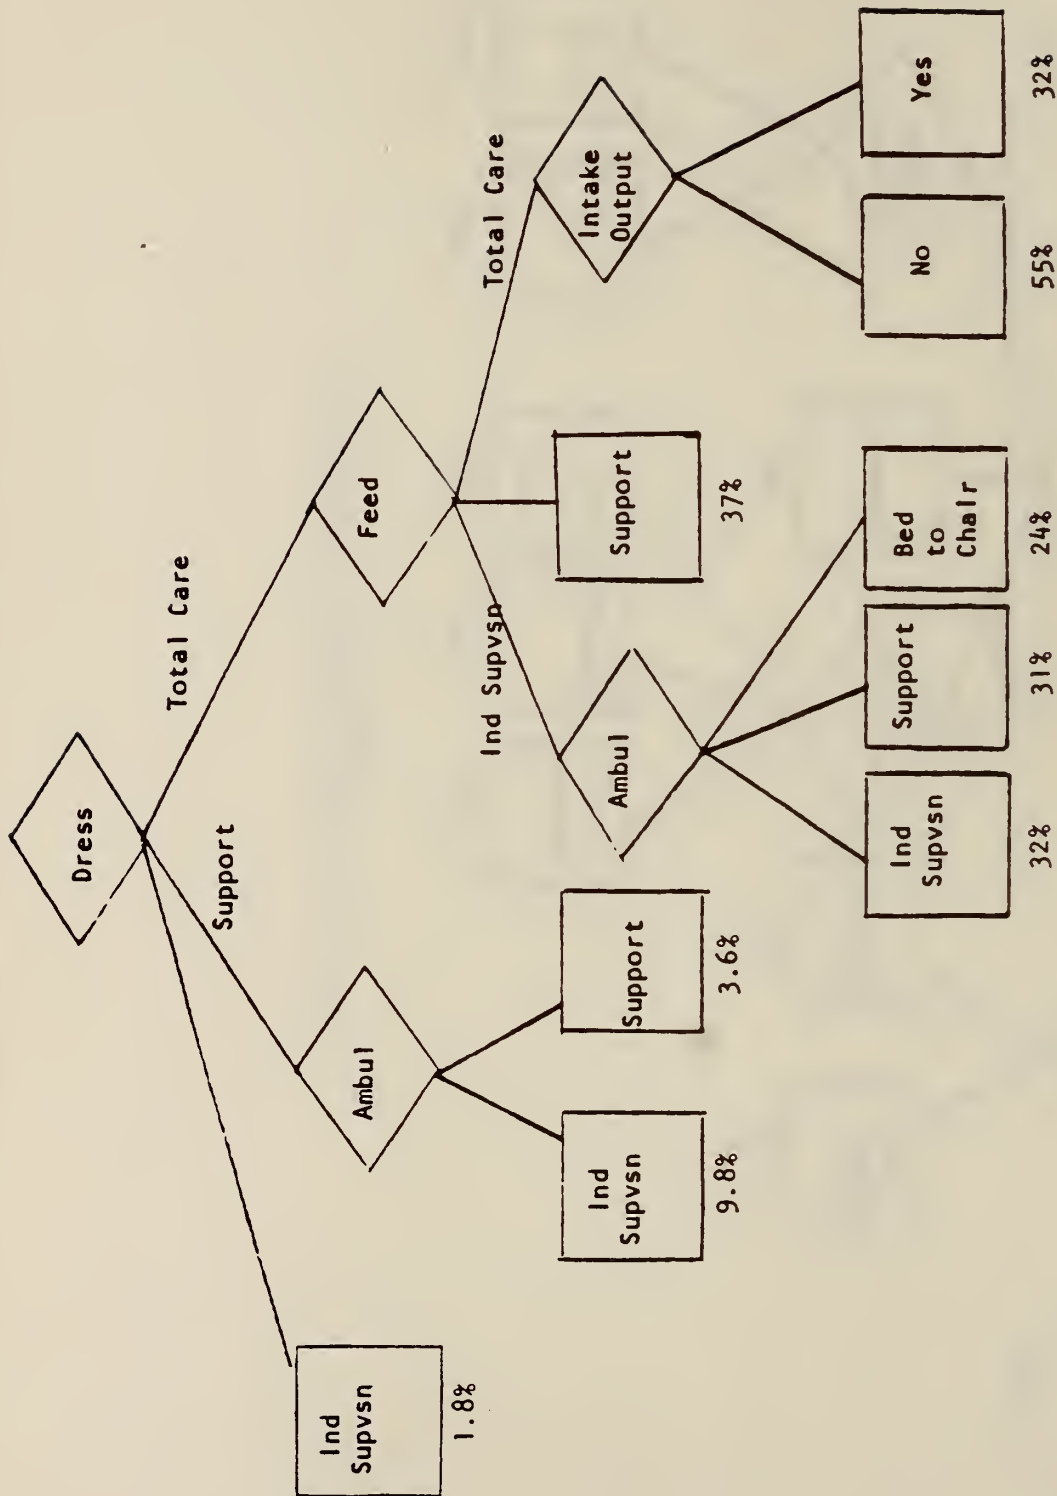 Dress
Total Care
Support
Ind
Supvsn
1.8%
Ambul
Feed
Total Care
Ind Supvsn
Ind
Supvsn
9.8%
Support
3.6%
Ambul
Support
37%
Intake
Output
Ind
Supvsn
32%
Support
31%
Bed
to
Chair
24%
No
55%
Yes
32%